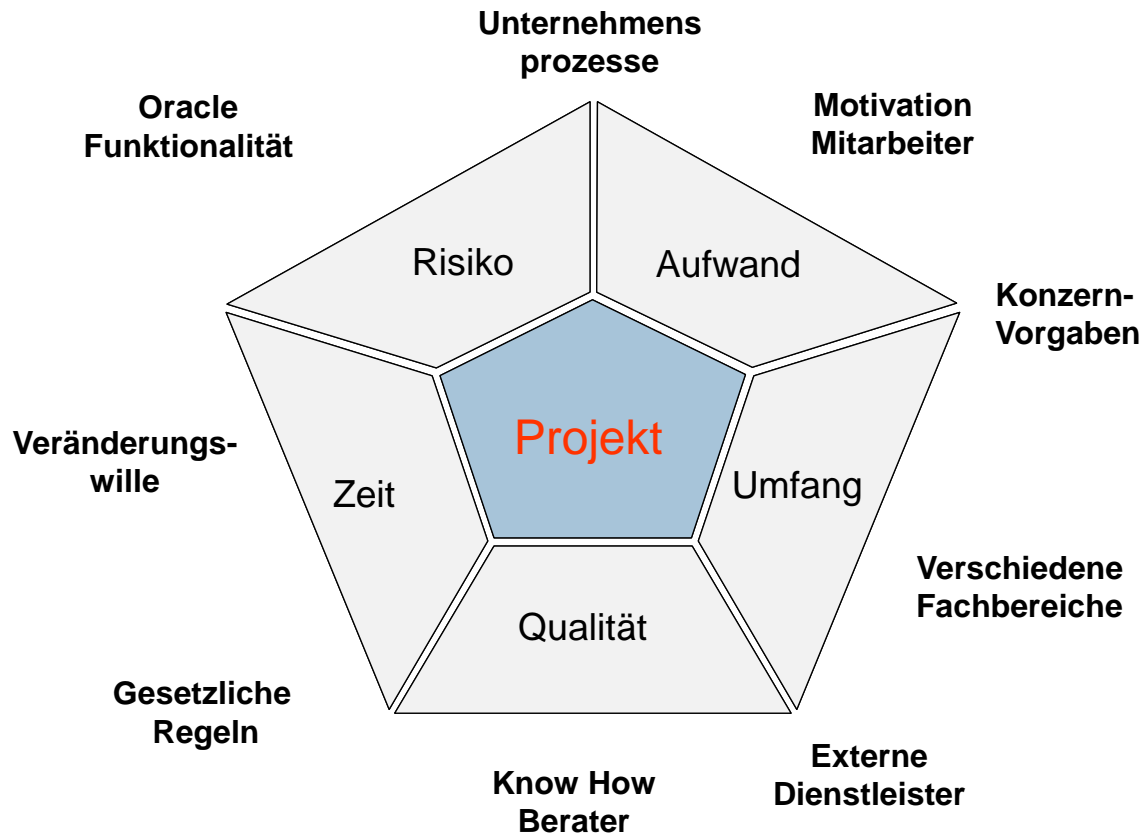 Unternehmens
prozesse
Oracle
Funktionalität
Motivation
Mitarbeiter
Risiko
Aufwand
Konzern-
Vorgaben
Projekt
Veränderungs-
wille
Zeit
Umfang
Verschiedene
Fachbereiche
Qualität
Gesetzliche
Regeln
Know How
Berater
Externe
Dienstleister